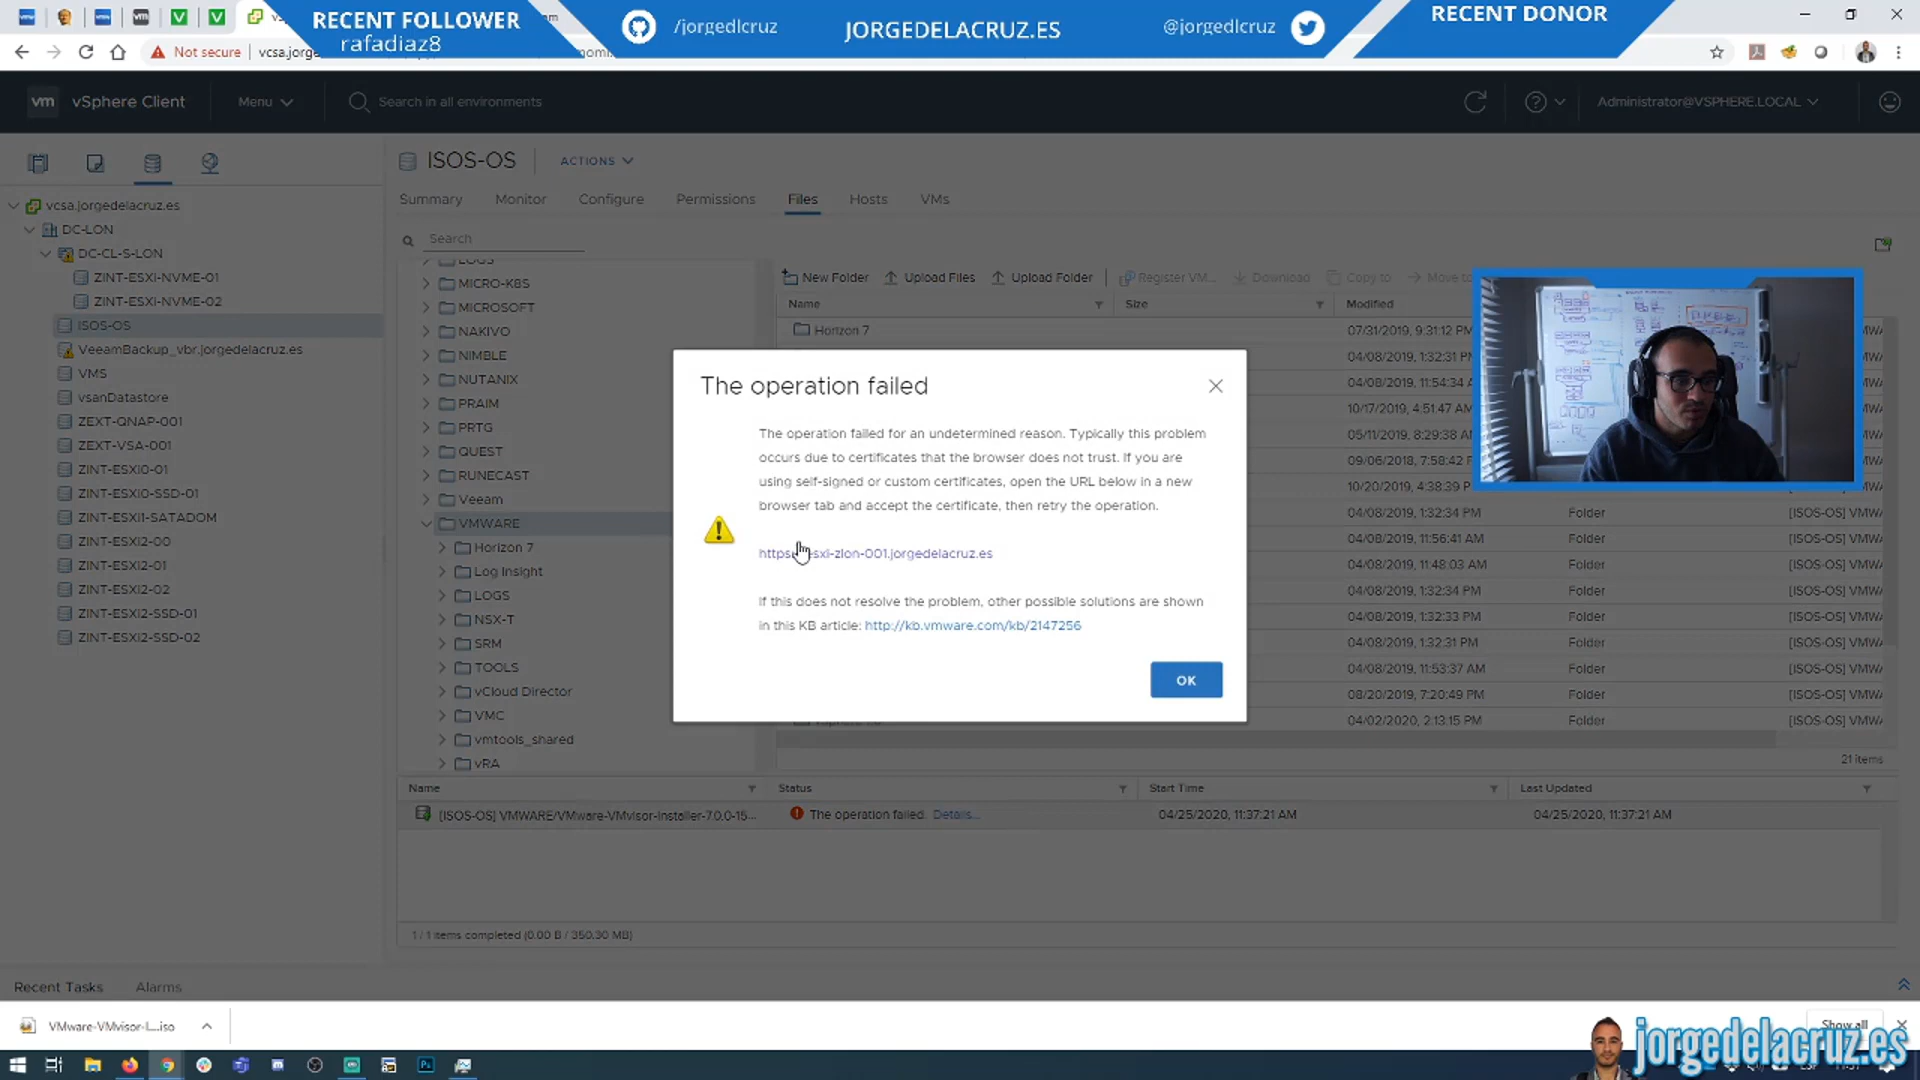 RECENT FOLLOWER
rafadiaz8
/jorgedlcruz
JORGEDELACRUZ.ES
@jorgedlcruz
RECENT DONOR
Not secure
vcsa.jorge
vm
vSphere Client
Menu
Search in all environments
Administrator@VSPHERE.LOCAL
ISOS-OS
ACTIONS
vcsa.jorgedelacruz.es
DC-LON
DC-CL-S-LON
ZINT-ESXI-NVME-01
ZINT-ESXI-NVME-02
ISOS-OS
VeeamBackup_vbr.jorgedelacruz.es
VMS
vsanDatastore
ZEXT-QNAP-001
ZEXT-VSA-001
ZINT-ESXI0-01
ZINT-ESXI0-SSD-01
ZINT-ESXI1-SATADOM
ZINT-ESXI2-00
ZINT-ESXI2-01
ZINT-ESXI2-02
ZINT-ESXI2-SSD-01
ZINT-ESXI2-SSD-02
Summary
Monitor
Configure
Permissions
Files
Hosts
VMs
Search
LOGS
MICRO-K8S
MICROSOFT
NAKIVO
NIMBLE
NUTANIX
PRAIM
PRTG
QUEST
RUNECAST
Veeam
VMWARE
Horizon 7
Log Insight
LOGS
NSX-T
SRM
TOOLS
vCloud Director
VMC
vmtools_shared
vRA
New Folder
Upload Files
Upload Folder
Register VM...
Download
Copy to
Move to
Name
Size
Modified
Horizon 7
07/31/2019, 9:31:12 PM
04/08/2019, 1:32:31 P
04/08/2019, 11:54:34 A
10/17/2019, 4:51:47 AM
05/11/2019, 8:29:38 AM
09/06/2018, 7:58:42 P
10/20/2019, 4:38:39 P
04/08/2019, 1:32:34 PM Folder [ISOS-OS] VMWA
04/08/2019, 11:56:45 AM Folder [ISOS-OS] VMWA
04/08/2019, 11:48:03 AM Folder [ISOS-OS] VMWA
04/08/2019, 1:32:34 PM Folder [ISOS-OS] VMWA
04/08/2019, 1:32:33 PM Folder [ISOS-OS] VMWA
04/08/2019, 1:32:31 PM Folder [ISOS-OS] VMWA
04/08/2019, 11:53:37 AM Folder [ISOS-OS] VMWA
08/20/2019, 7:20:49 PM Folder [ISOS-OS] VMWA
04/02/2020, 2:13:15 PM Folder [ISOS-OS] VMWA
21 items
The operation failed
The operation failed for an undetermined reason. Typically this problem
occurs due to certificates that the browser does not trust. If you are
using self-signed or custom certificates, open the URL below in a new
browser tab and accept the certificate, then retry the operation.
https esxi-zlon-001.jorgedelacruz.es
If this does not resolve the problem, other possible solutions are shown
in this KB article: http://kb.vmware.com/kb/2147256
OK
Name
Status
Start Time
Last Updated
[ISOS-OS] VMWARE/VMware-VMvisor-Installer-7.0.0-15...
The operation failed. Details...
04/25/2020, 11:37:21 AM
04/25/2020, 11:37:21 AM
1 / 1 items completed (0.00 B / 350.30 MB)
Recent Tasks
Alarms
VMware-VMvisor-I....iso
Show all
jorgedelacruz.es